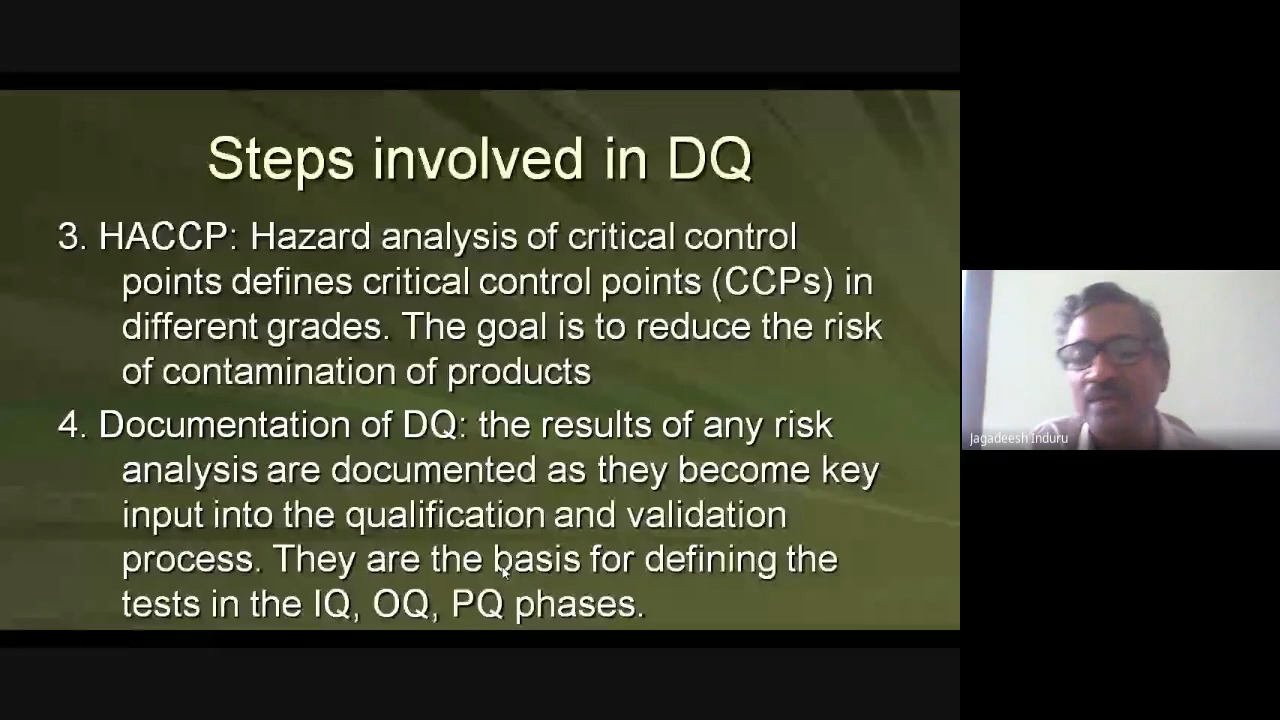 Steps involved in DQ
3. HACCP: Hazard analysis of critical control
points defines critical control points (CCPs) in
different grades. The goal is to reduce the risk
of contamination of products
4. Documentation of DQ: the results of any risk
analysis are documented as they become key
input into the qualification and validation
process. They are the basis for defining the
tests in the IQ, OQ, PQ phases.
Jagadeesh Induru